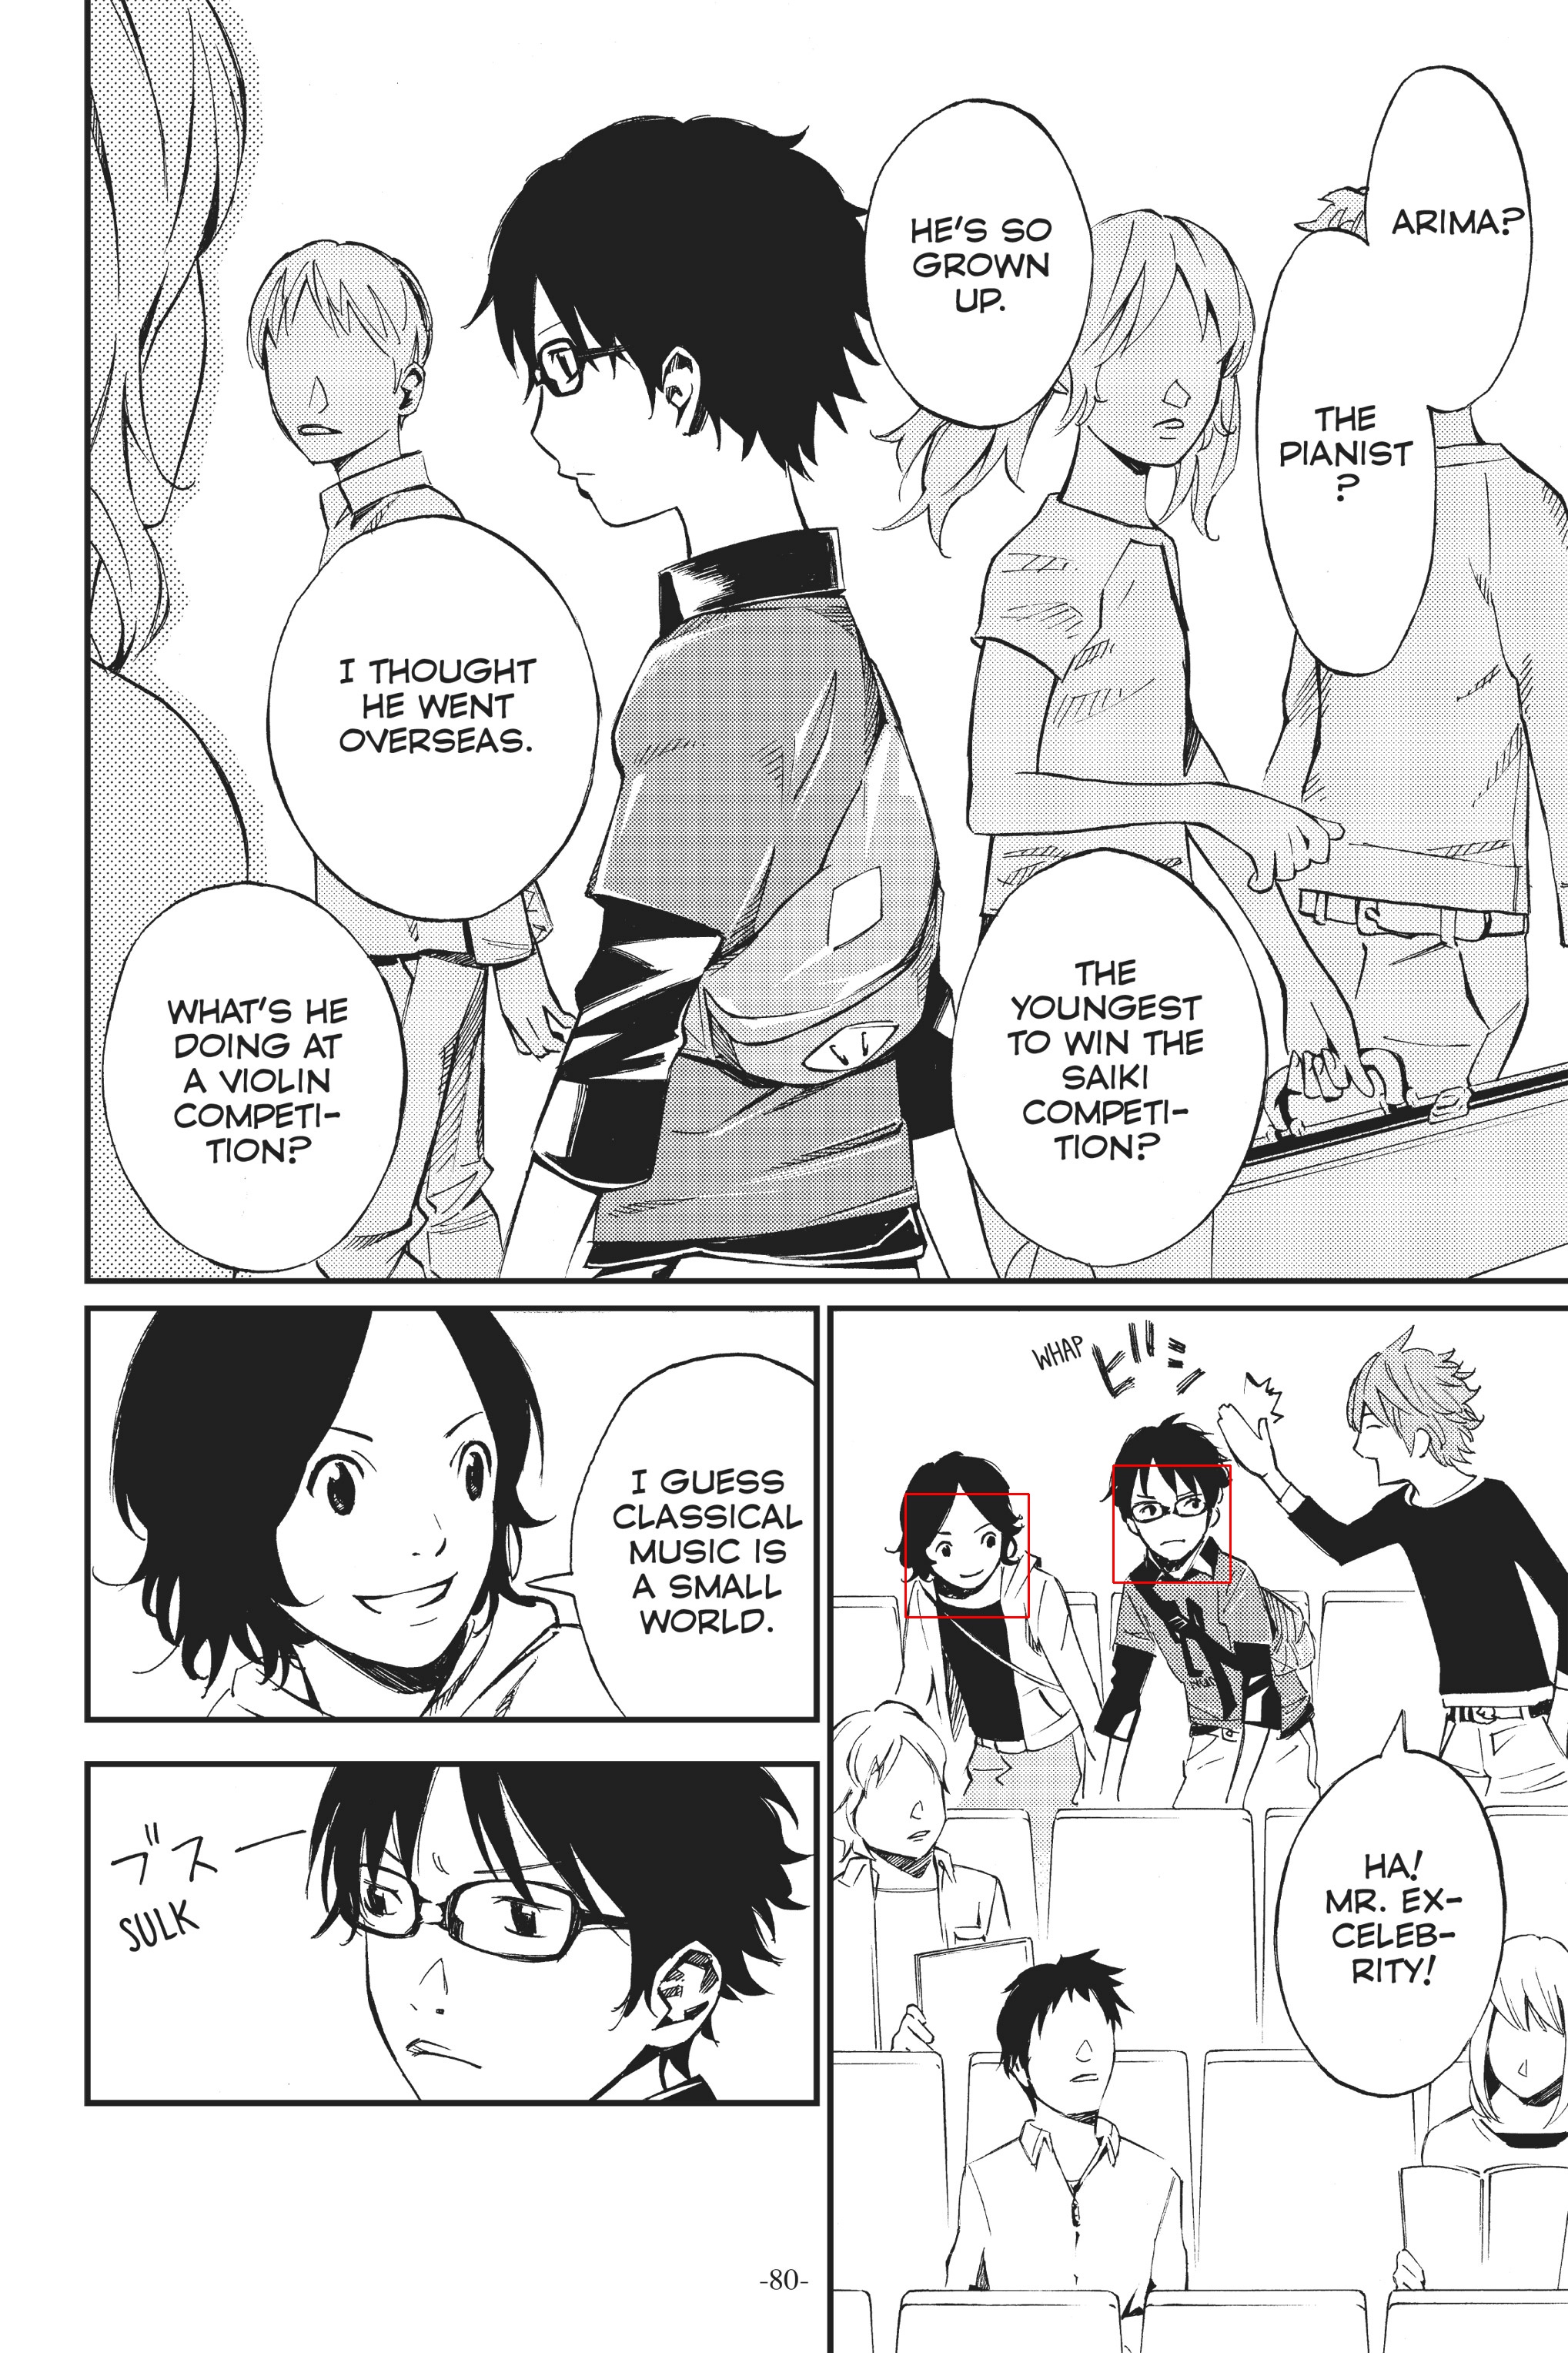 ARIMA?
THE
PIANIST
?
HE'S SO
GROWN
UP.
THE
YOUNGEST
TO WIN THE
SAIKI
COMPETI-
TION?
I THOUGHT
HE WENT
OVERSEAS.
WHAT'S HE
DOING AT
A VIOLIN
COMPETI-
TION?
WHAP
ビシッ
HA!
MR. EX-
CELEB-
RITY!
I GUESS
CLASSICAL
MUSIC IS
A SMALL
WORLD.
ブスー
SULK
-80-